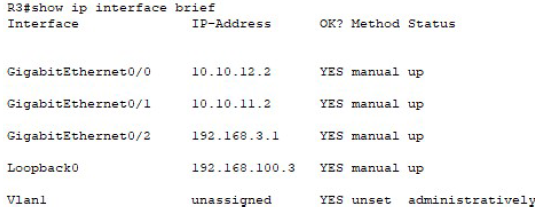 R3#show ip interface brief
Interface IP-Address OK? Method Status
GigabitEthernet0/0 10.10.12.2 YES manual up
GigabitEthernet0/1 10.10.11.2 YES manual up
GigabitEthernet0/2 192.168.3.1 YES manual up
Loopback0 192.168.100.3 YES manual up
Vlan1 unassigned YES unset administratively